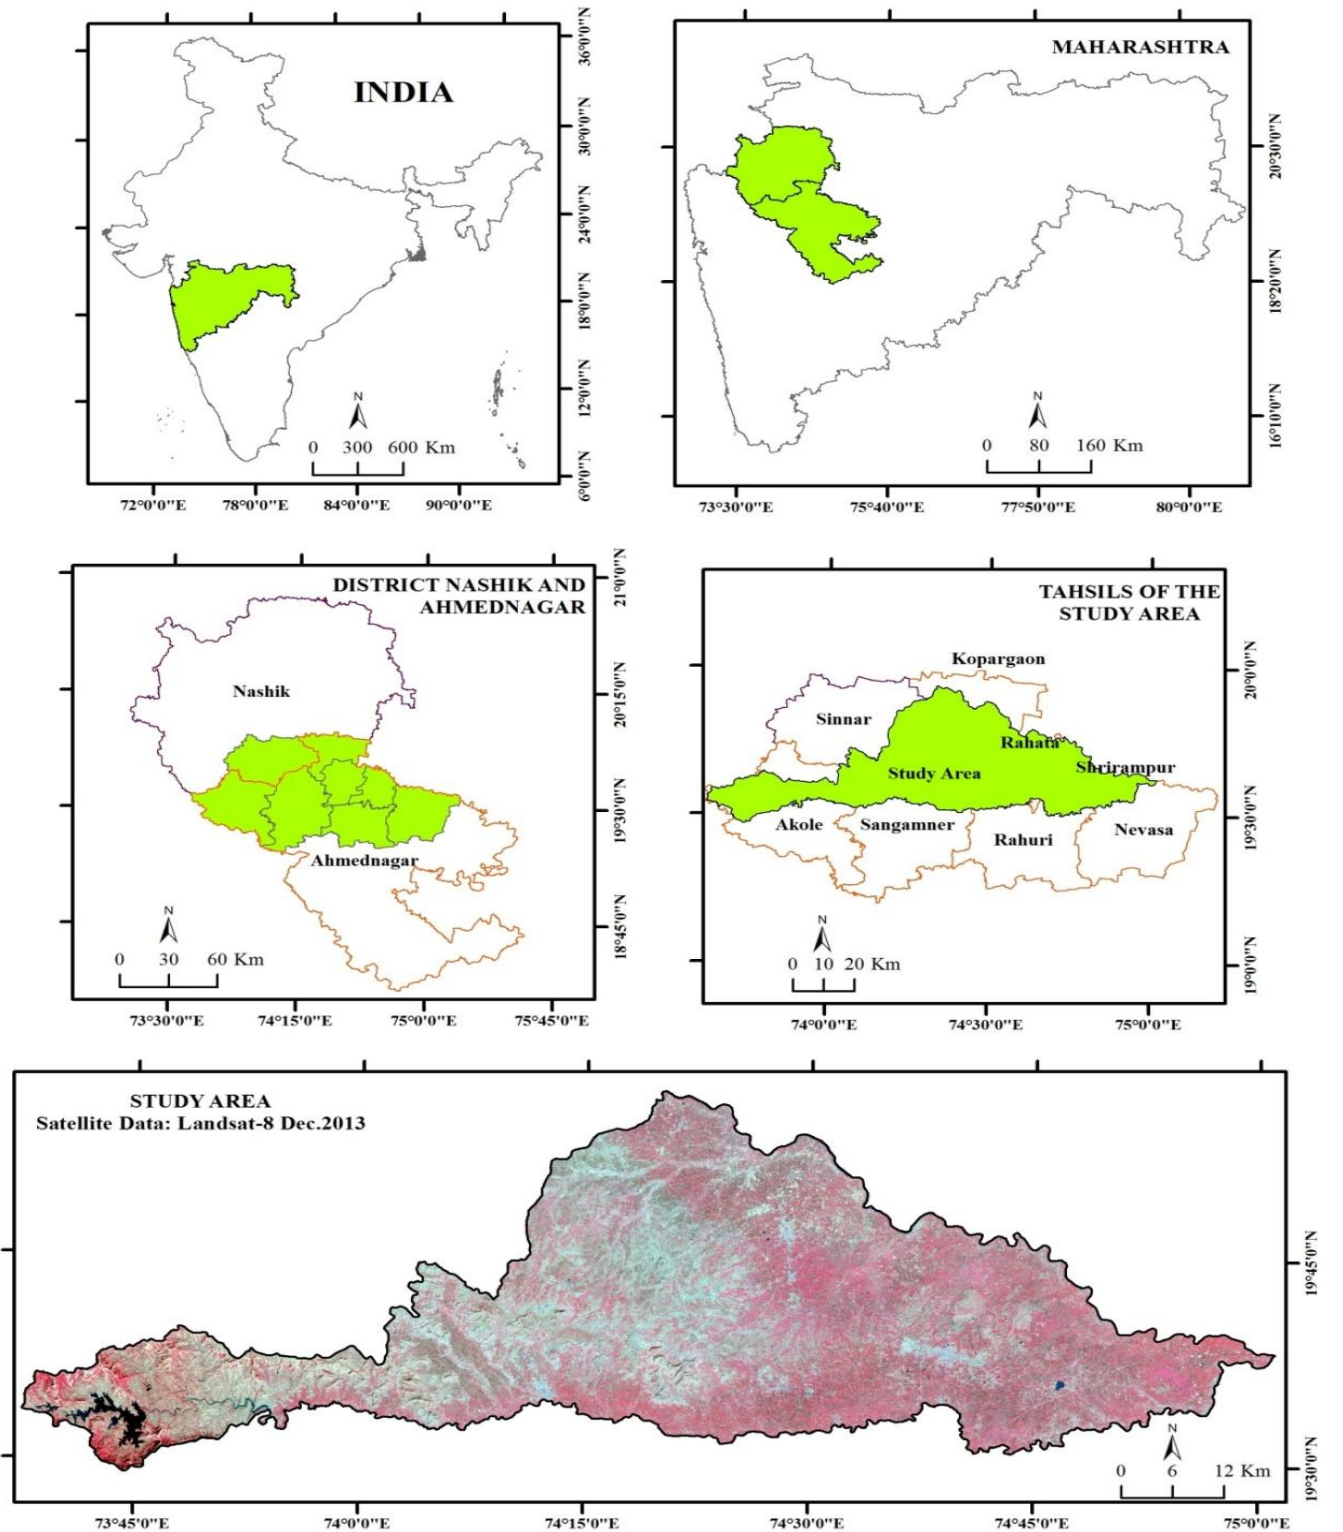 INDIA
N
0 300 600 Km
36°0'0"N
30°0'0"N
24°0'0"N
18°0'0"N
12°0'0"N
6°0'0"N
72°0'0"E 78°0'0"E 84°0'0"E 90°0'0"E
MAHARASHTRA
N
0 80 160 Km
20°30'0"N
18°20'0"N
16°10'0"N
73°30'0"E 75°40'0"E 77°50'0"E 80°0'0"E
DISTRICT NASHIK AND
AHMEDNAGAR
Nashik
Ahmednagar
N
0 30 60 Km
21°0'0"N
20°15'0"N
19°30'0"N
18°45'0"N
73°30'0"E 74°15'0"E 75°0'0"E 75°45'0"E
TAHSILS OF THE
STUDY AREA
Kopargaon
Sinnar
Rahata
Shrirampur
Study Area
Akole Sangamner Rahuri Nevasa
N
0 10 20 Km
20°0'0"N
19°30'0"N
19°0'0"N
74°0'0"E 74°30'0"E 75°0'0"E
STUDY AREA
Satellite Data: Landsat-8 Dec.2013
N
0 6 12 Km
19°45'0"N
19°30'0"N
73°45'0"E 74°0'0"E 74°15'0"E 74°30'0"E 74°45'0"E 75°0'0"E